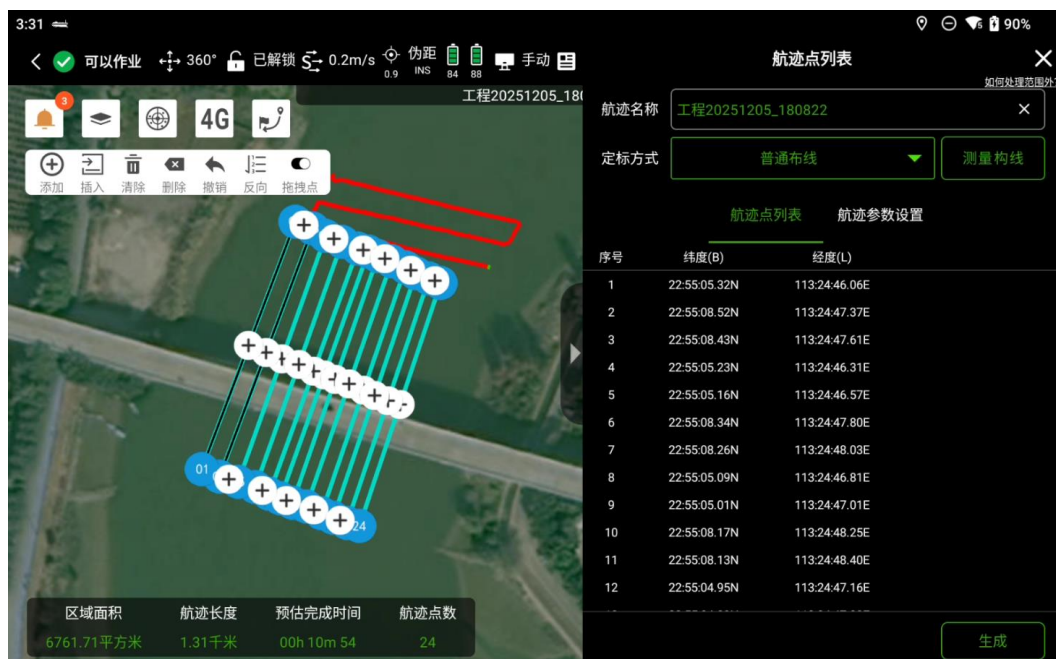 3:31
90%
可以作业 360° 已解锁 0.2m/s 0.9 伪距 INS 84 88 手动
航迹点列表
如何处理范围外
工程20251205_180
3
4G
添加 插入 清除 删除 撤销 反向 拖拽点
01
24
区域面积 航迹长度 预估完成时间 航迹点数
6761.71平方米 1.31千米 00h 10m 54 24
航迹名称 工程20251205_180822
定标方式 普通布线 测量构线
航迹点列表 航迹参数设置
序号 纬度(B) 经度(L)
1 22:55:05.32N 113:24:46.06E
2 22:55:08.52N 113:24:47.37E
3 22:55:08.43N 113:24:47.61E
4 22:55:05.23N 113:24:46.31E
5 22:55:05.16N 113:24:46.57E
6 22:55:08.34N 113:24:47.80E
7 22:55:08.26N 113:24:48.03E
8 22:55:05.09N 113:24:46.81E
9 22:55:05.01N 113:24:47.01E
10 22:55:08.17N 113:24:48.25E
11 22:55:08.13N 113:24:48.40E
12 22:55:04.95N 113:24:47.16E
生成